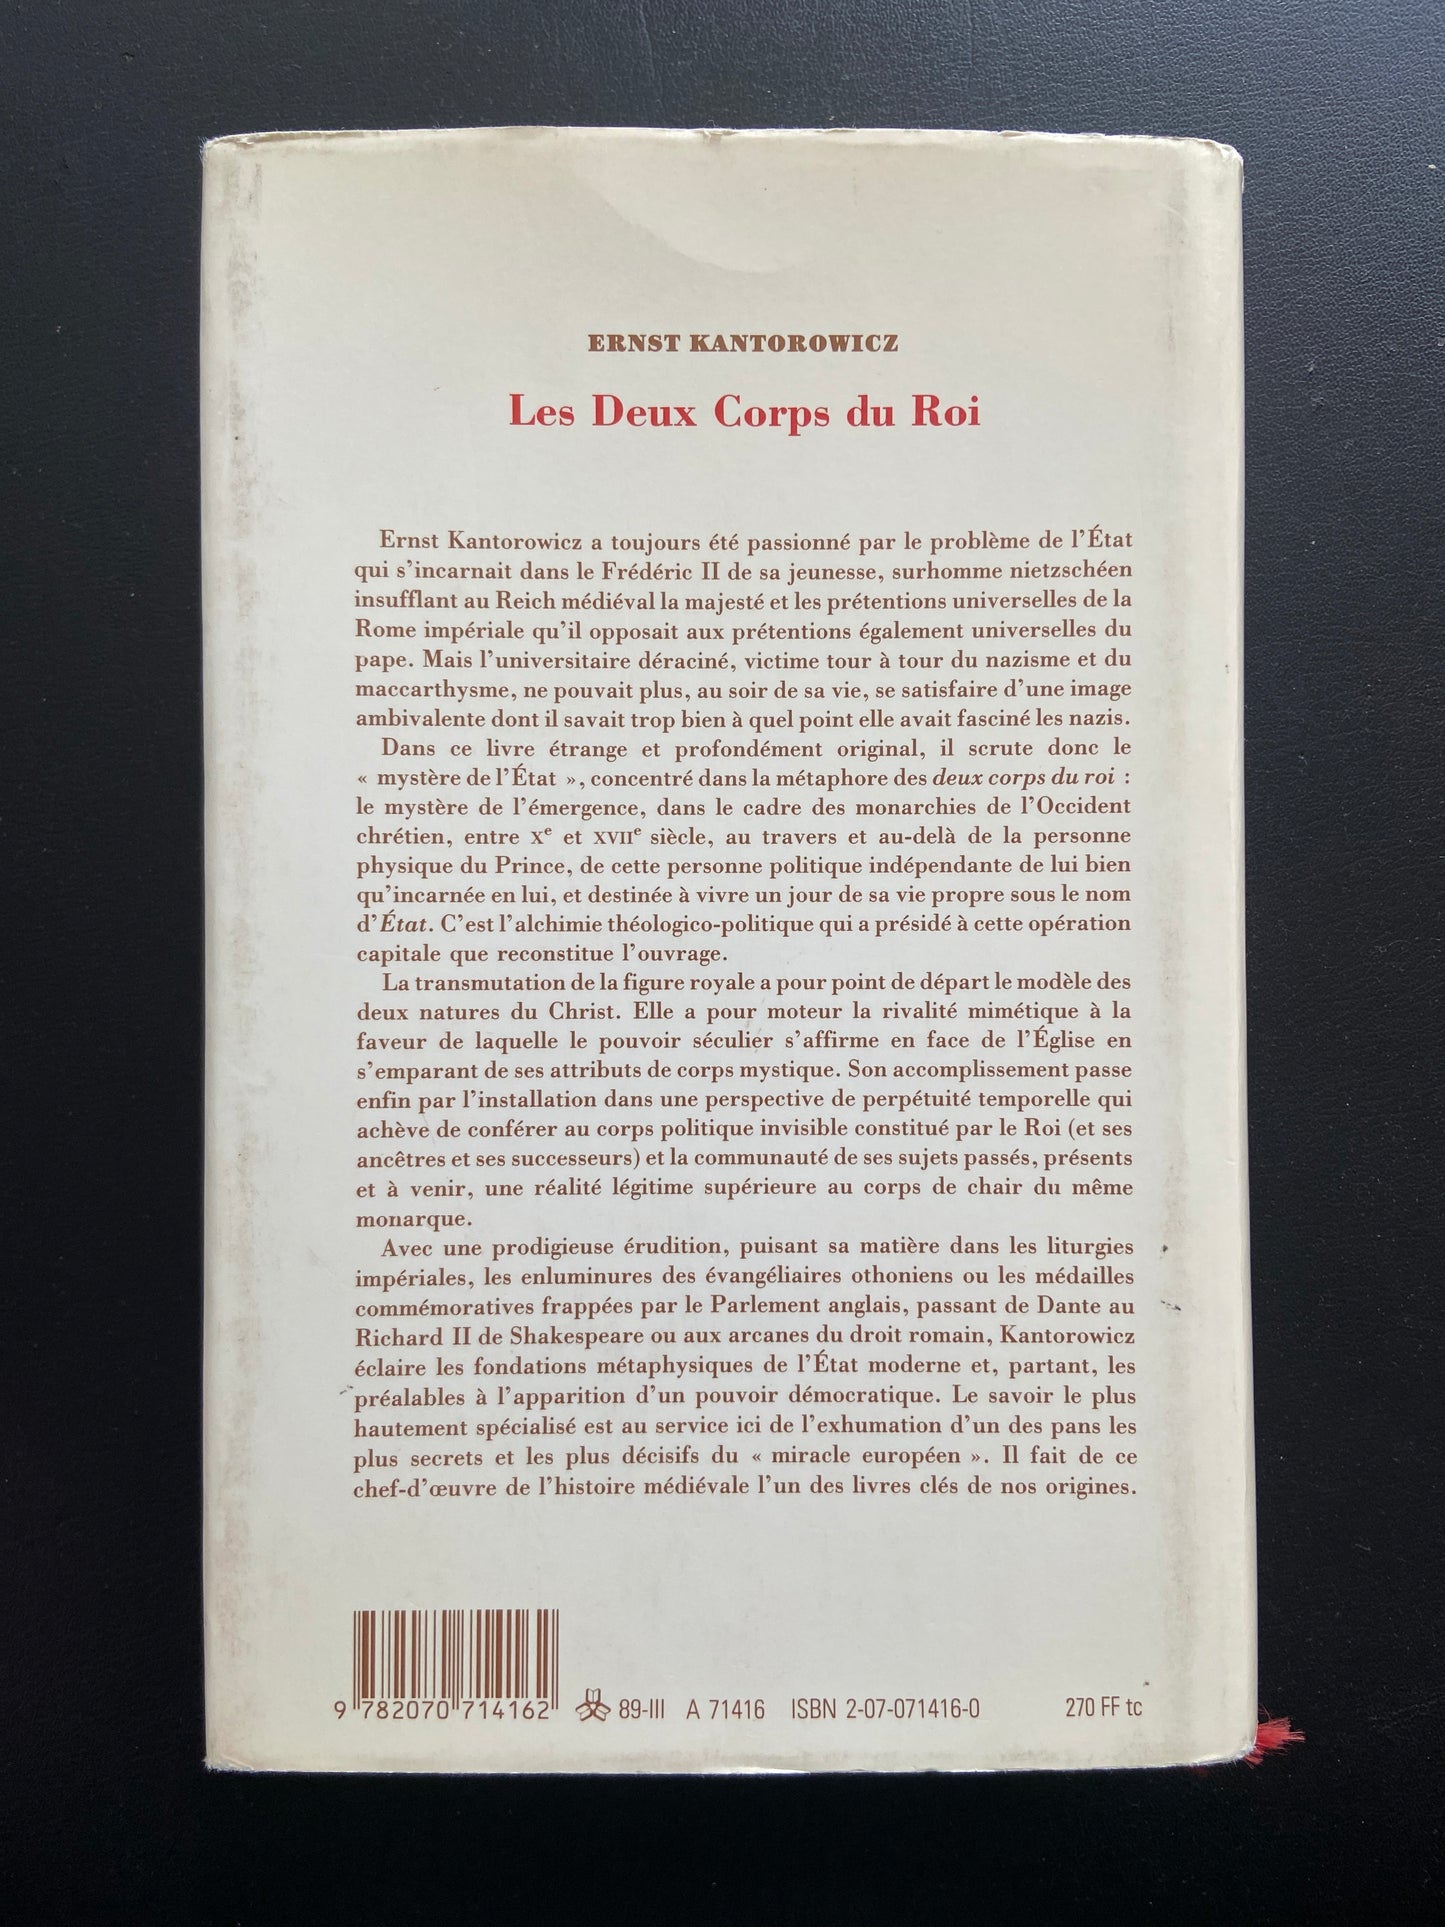 ERNST KANTOROWICZ
Les Deux Corps du Roi
Ernst Kantorowicz a toujours été passionné par le problème de l'État
qui s'incarnait dans le Frédéric II de sa jeunesse, surhomme nietzschéen
insufflant au Reich médiéval la majesté et les prétentions universelles de la
Rome impériale qu'il opposait aux prétentions également universelles du
pape. Mais l'universitaire déraciné, victime tour à tour du nazisme et du
maccarthysme, ne pouvait plus, au soir de sa vie, se satisfaire d'une image
ambivalente dont il savait trop bien à quel point elle avait fasciné les nazis.
Dans ce livre étrange et profondément original, il scrute donc le
« mystère de l'État », concentré dans la métaphore des deux corps du roi :
le mystère de l'émergence, dans le cadre des monarchies de l'Occident
chrétien, entre Xe et XVIIe siècle, au travers et au-delà de la personne
physique du Prince, de cette personne politique indépendante de lui bien
qu'incarnée en lui, et destinée à vivre un jour de sa vie propre sous le nom
d'État. C'est l'alchimie théologico-politique qui a présidé à cette opération
capitale que reconstitue l'ouvrage.
La transmutation de la figure royale a pour point de départ le modèle des
deux natures du Christ. Elle a pour moteur la rivalité mimétique à la
faveur de laquelle le pouvoir séculier s'affirme en face de l'Église en
s'emparant de ses attributs de corps mystique. Son accomplissement passe
enfin par l'installation dans une perspective de perpétuité temporelle qui
achève de conférer au corps politique invisible constitué par le Roi (et ses
ancêtres et ses successeurs) et la communauté de ses sujets passés, présents
et à venir, une réalité légitime supérieure au corps de chair du même
monarque.
Avec une prodigieuse érudition, puisant sa matière dans les liturgies
impériales, les enluminures des évangéliaires othoniens ou les médailles
commémoratives frappées par le Parlement anglais, passant de Dante au
Richard II de Shakespeare ou aux arcanes du droit romain, Kantorowicz
éclaire les fondations métaphysiques de l'État moderne et, partant, les
préalables à l'apparition d'un pouvoir démocratique. Le savoir le plus
hautement spécialisé est au service ici de l'exhumation d'un des pans les
plus secrets et les plus décisifs du « miracle européen ». Il fait de ce
chef-d'œuvre de l'histoire médiévale l'un des livres clés de nos origines.
9 782070 714162 89-III A 71416 ISBN 2-07-071416-0 270 FF tc